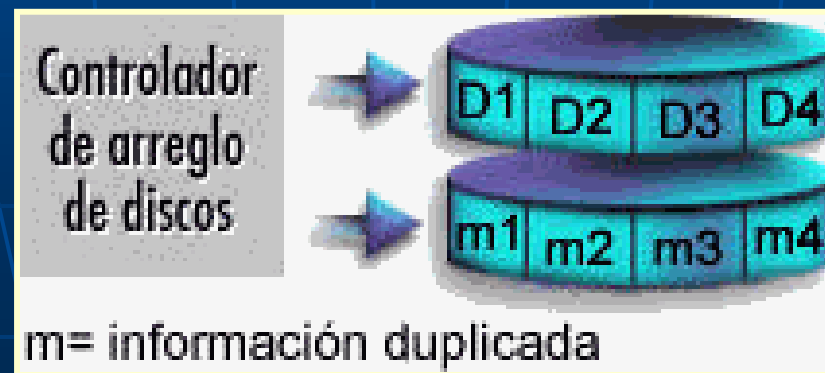 Controlador
de arreglo
de discos
D1 D2 D3 D4
m1 m2 m3 m4
m= información duplicada